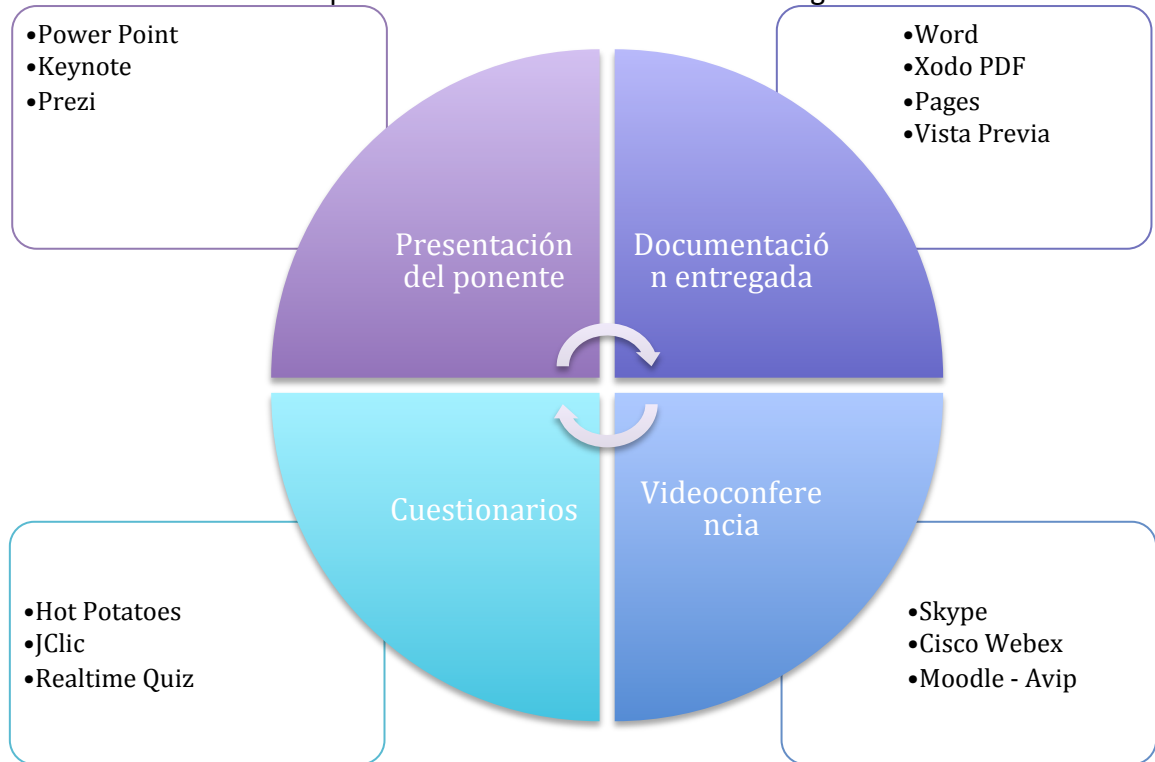 •Power Point
•Keynote
•Prezi
•Word
•Xodo PDF
•Pages
•Vista Previa
Presentación
del ponente
Documentació
n entregada
Cuestionarios
Videoconfere
ncia
•Hot Potatoes
•JClic
•Realtime Quiz
•Skype
•Cisco Webex
•Moodle - Avip